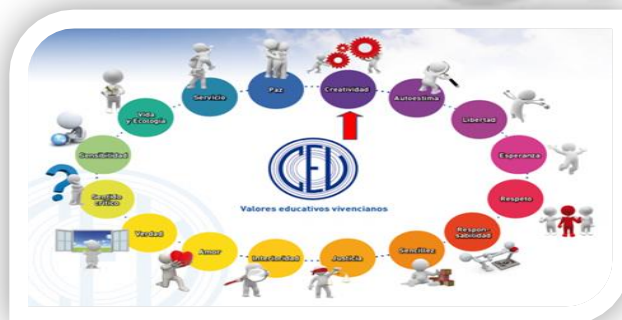 Servicio
Paz
Creatividad
Autoestima
Libertad
Esperanza
Respeto
Respon-
sabilidad
Sencillez
Justicia
Interioridad
Amor
Verdad
Sentido
crítico
Sensibilidad
Vida
y Ecología
CEV
Valores educativos vivencianos